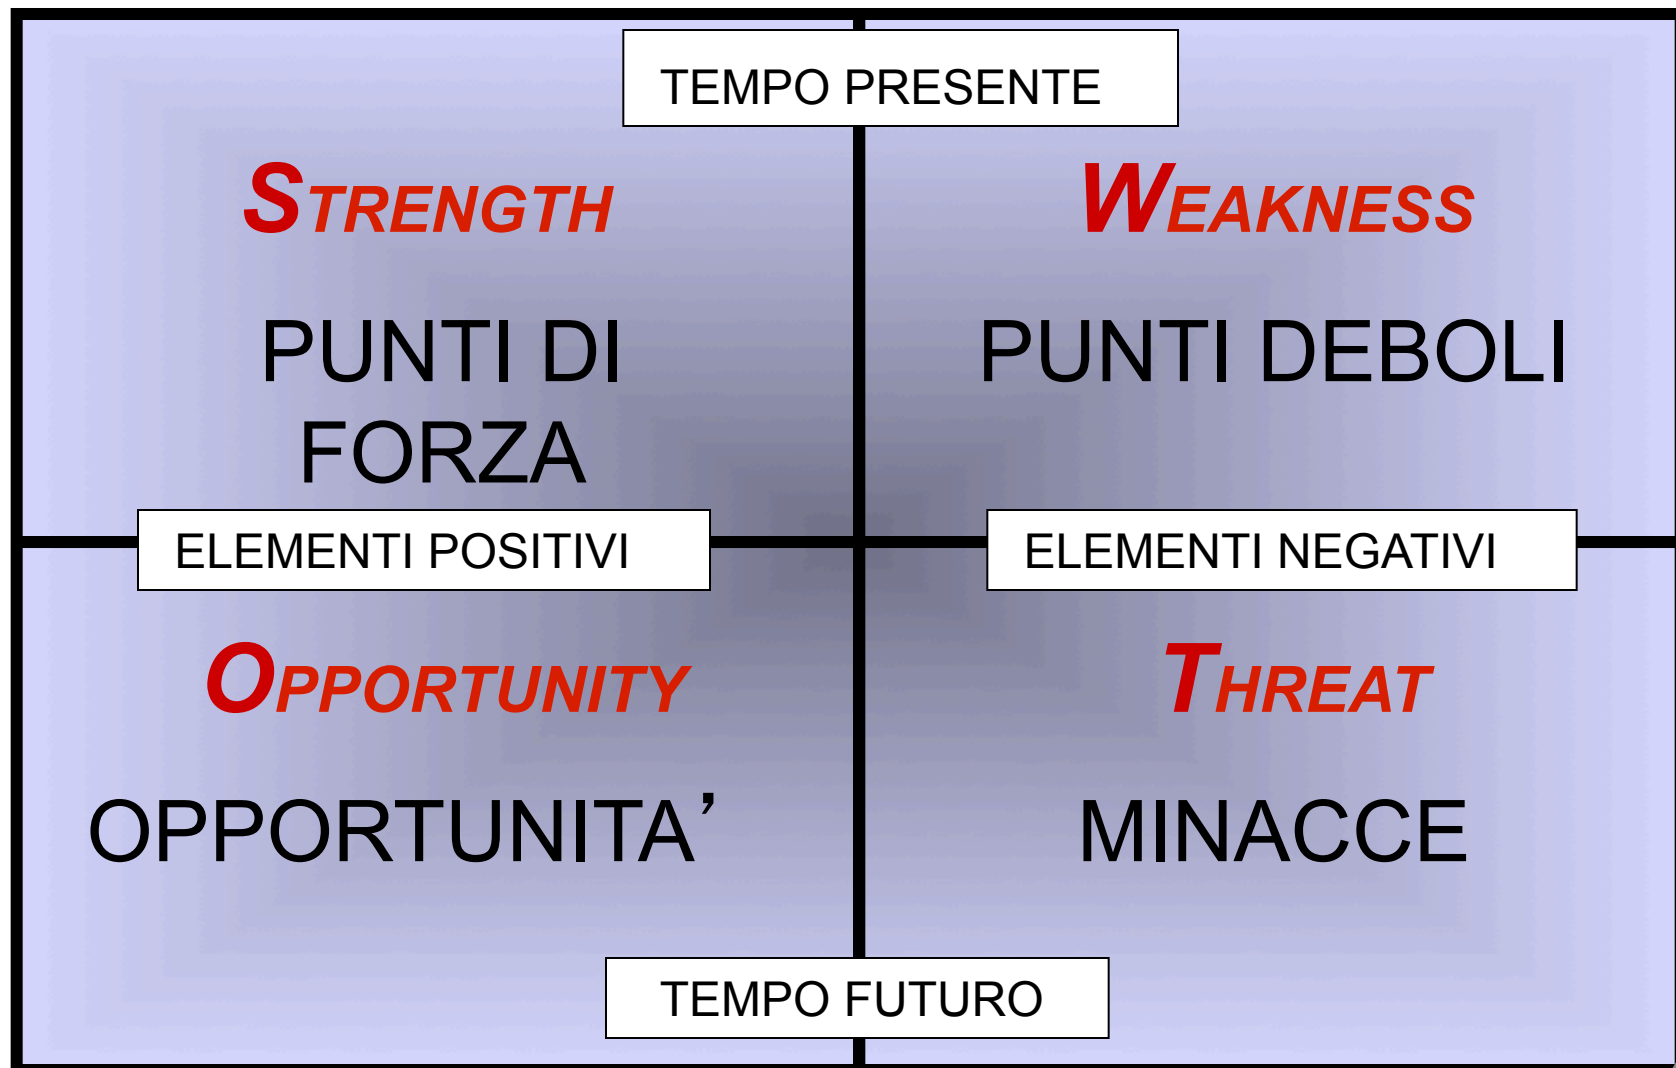 TEMPO PRESENTE
STRENGTH
WEAKNESS
PUNTI DI
FORZA
PUNTI DEBOLI
ELEMENTI POSITIVI
ELEMENTI NEGATIVI
OPPORTUNITY
THREAT
OPPORTUNITA’
MINACCE
TEMPO FUTURO